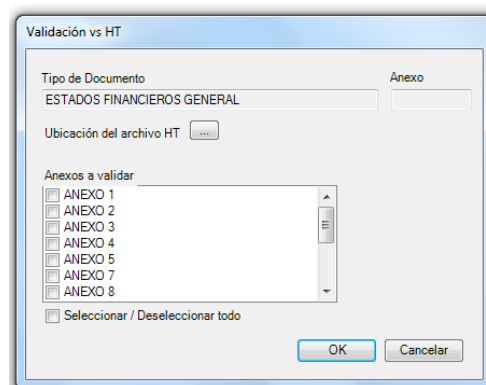 Validación vs HT
Tipo de Documento Anexo
ESTADOS FINANCIEROS GENERAL
Ubicación del archivo HT ...
Anexos a validar
ANEXO 1
ANEXO 2
ANEXO 3
ANEXO 4
ANEXO 5
ANEXO 7
ANEXO 8
Seleccionar / Deseleccionar todo
OK Cancelar